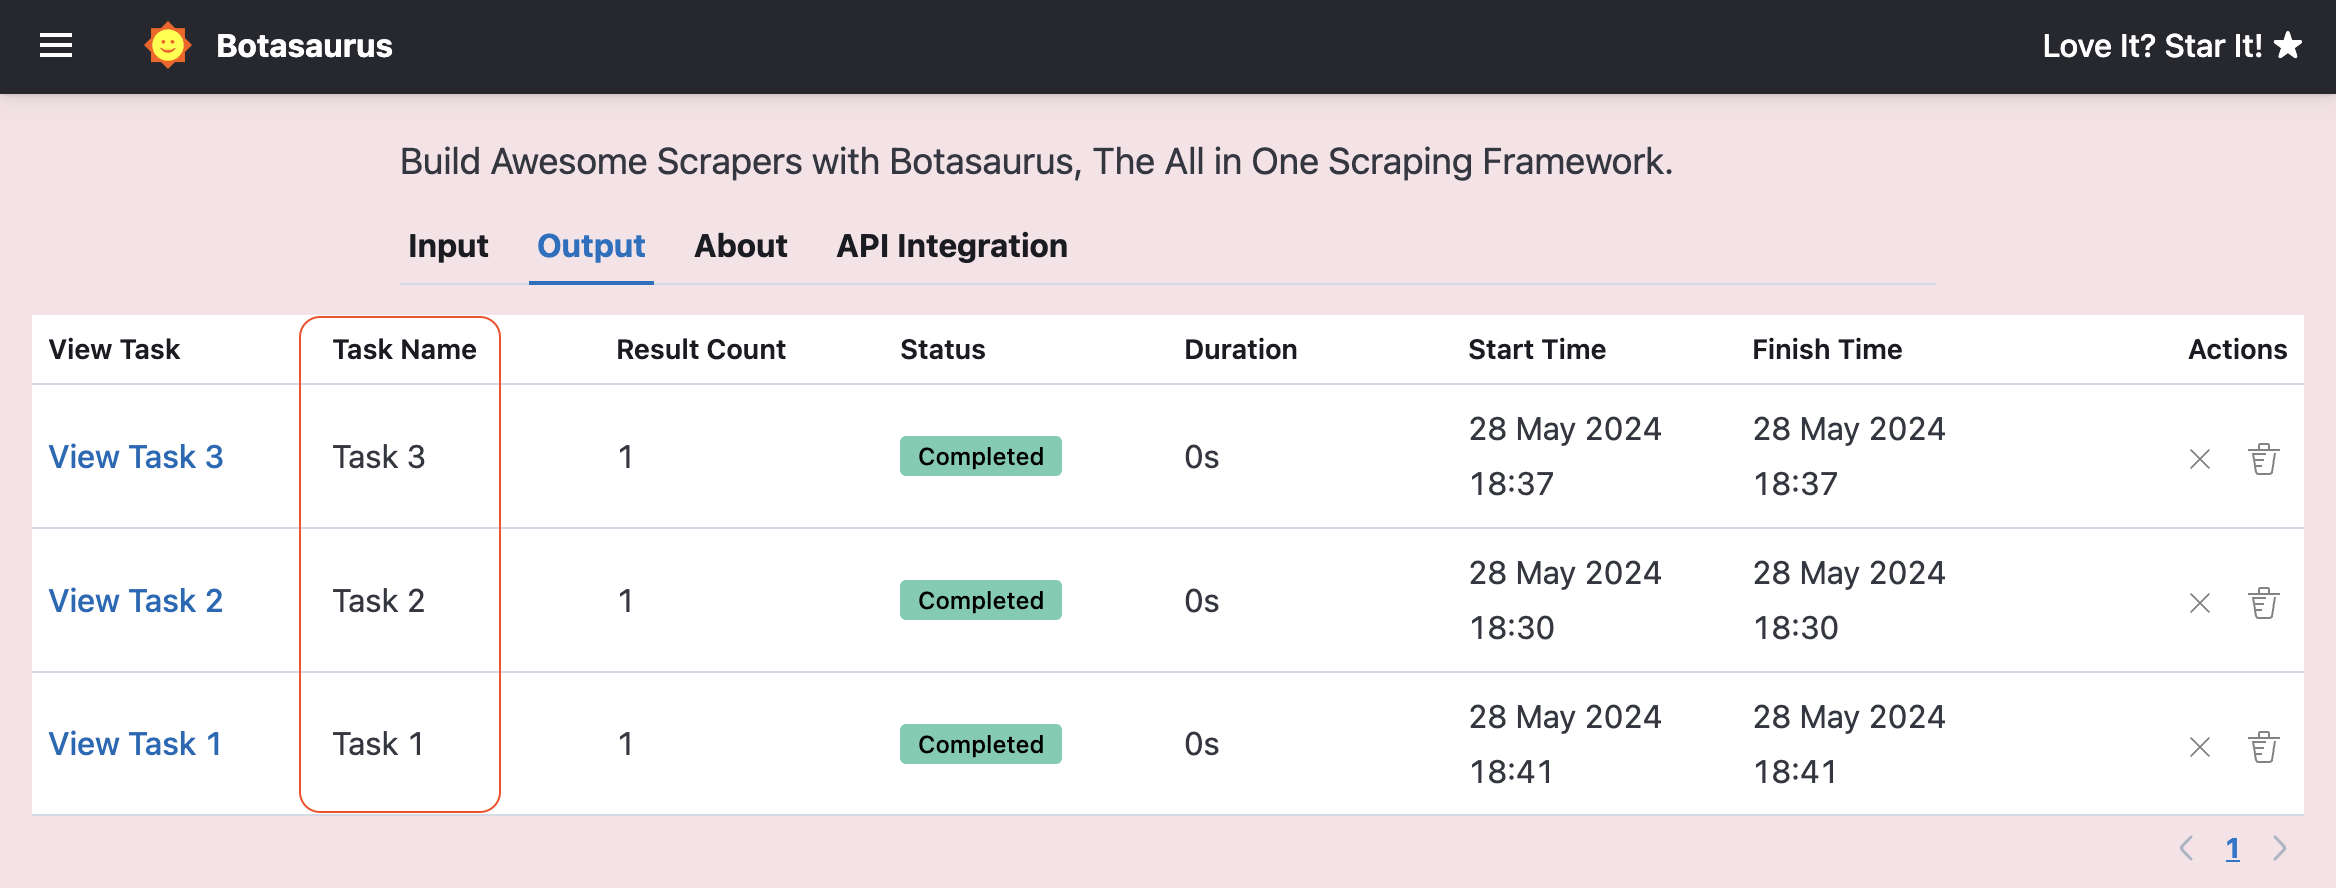 Botasaurus
Love It? Star It!
Build Awesome Scrapers with Botasaurus, The All in One Scraping Framework.
Input Output About API Integration
View Task Task Name Result Count Status Duration Start Time Finish Time Actions
View Task 3 Task 3 1 Completed 0s 28 May 2024 18:37 28 May 2024 18:37
View Task 2 Task 2 1 Completed 0s 28 May 2024 18:30 28 May 2024 18:30
View Task 1 Task 1 1 Completed 0s 28 May 2024 18:41 28 May 2024 18:41
1